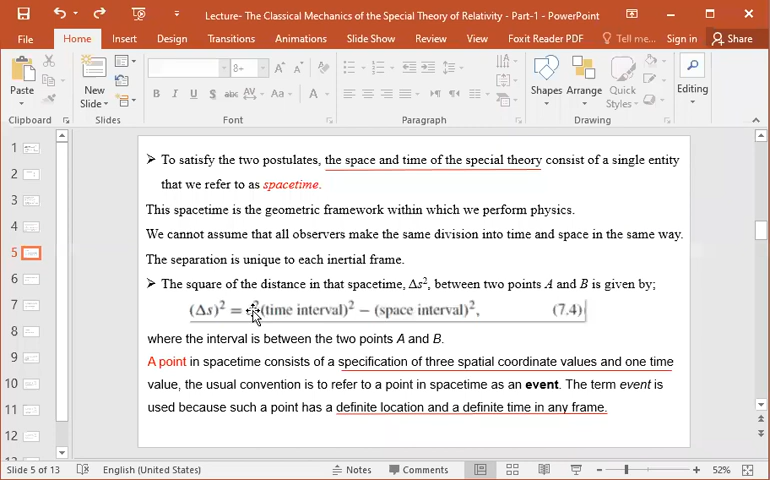 Lecture- The Classical Mechanics of the Special Theory of Relativity - Part-1 - PowerPoint
File Home Insert Design Transitions Animations Slide Show Review View Foxit Reader PDF Tell me... Sign in Share
Paste
New Slide
8+
A A
B I U S abc AV Aa A
Shapes Arrange Quick Styles
Editing
Clipboard Slides Font Paragraph Drawing
1
2
3
4
5
6
7
8
9
10
11
12
➢ To satisfy the two postulates, the space and time of the special theory consist of a single entity
that we refer to as spacetime.
This spacetime is the geometric framework within which we perform physics.
We cannot assume that all observers make the same division into time and space in the same way.
The separation is unique to each inertial frame.
➢ The square of the distance in that spacetime, Δs², between two points A and B is given by;
(Δs)² = ²(time interval)² − (space interval)², (7.4)
where the interval is between the two points A and B.
A point in spacetime consists of a specification of three spatial coordinate values and one time
value, the usual convention is to refer to a point in spacetime as an event. The term event is
used because such a point has a definite location and a definite time in any frame.
Slide 5 of 13 English (United States) Notes Comments 52%